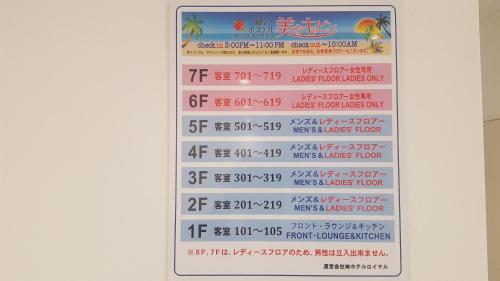 美ら宿
check in 3:00PM～11:00 PM check out ～10:00AM
7F 客室 701～719 レディースフロアー女性専用
LADIES' FLOOR LADIES ONLY
6F 客室 601～619 レディースフロアー女性専用
LADIES' FLOOR LADIES ONLY
5F 客室 501～519 メンズ&レディースフロアー
MEN'S & LADIES' FLOOR
4F 客室 401～419 メンズ&レディースフロアー
MEN'S & LADIES' FLOOR
3F 客室 301～319 メンズ&レディースフロアー
MEN'S & LADIES' FLOOR
2F 客室 201～219 メンズ&レディースフロアー
MEN'S & LADIES' FLOOR
1F 客室 101～105 フロント・ラウンジ&キッチン
FRONT・LOUNGE&KITCHEN
※6F.7Fは、レディースフロアのため、男性は立入出来ません。
運営会社㈱ホテルロイヤル